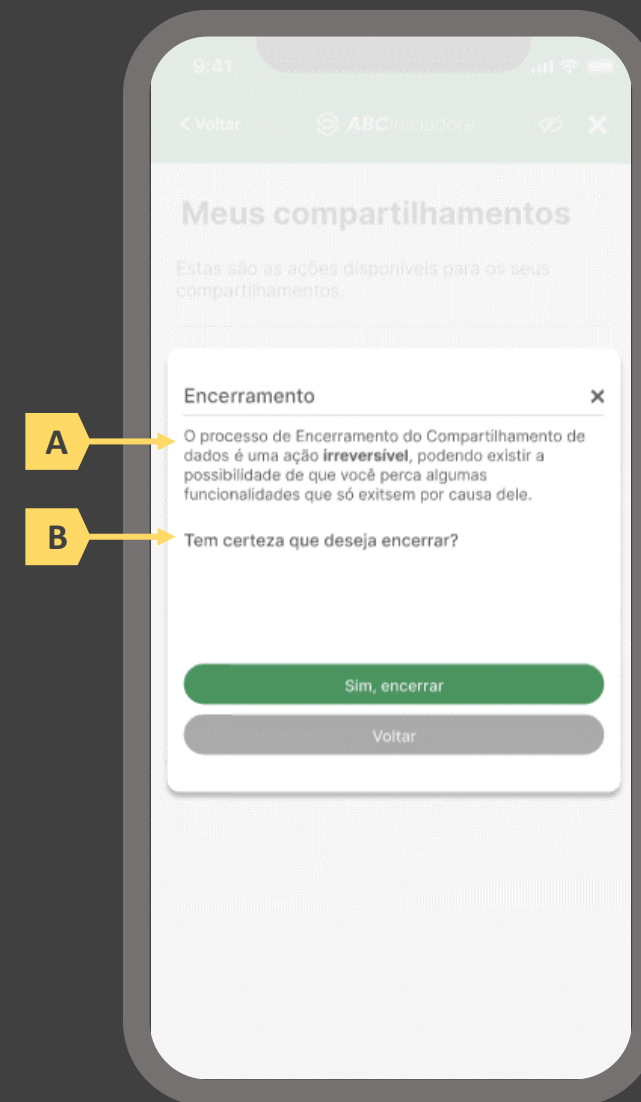 9:41
< Voltar
ABCiniciadora
Meus compartilhamentos
Estas são as ações disponíveis para os seus
compartilhamentos.
Encerramento
A
O processo de Encerramento do Compartilhamento de
dados é uma ação irreversível, podendo existir a
possibilidade de que você perca algumas
funcionalidades que só exitsem por causa dele.
B
Tem certeza que deseja encerrar?
Sim, encerrar
Voltar